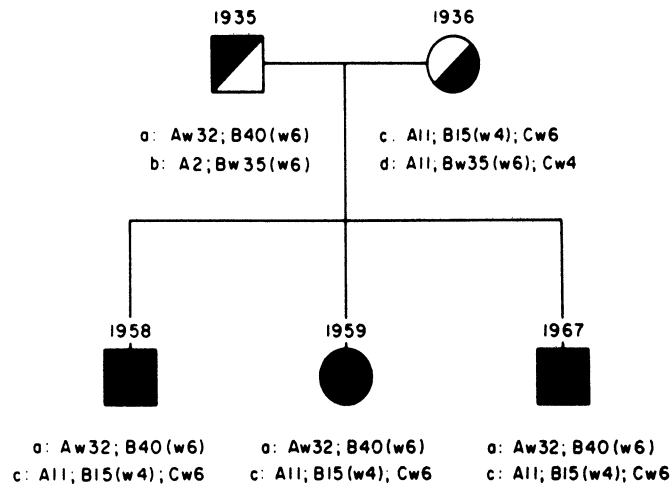 1935 1936
a: Aw32; B40(w6) c: A11; B15(w4); Cw6
b: A2; Bw35(w6) d: A11; Bw35(w6); Cw4
1958 1959 1967
a: Aw32; B40(w6) a: Aw32; B40(w6) a: Aw32; B40(w6)
c: A11; B15(w4); Cw6 c: A11; B15(w4); Cw6 c: A11; B15(w4); Cw6